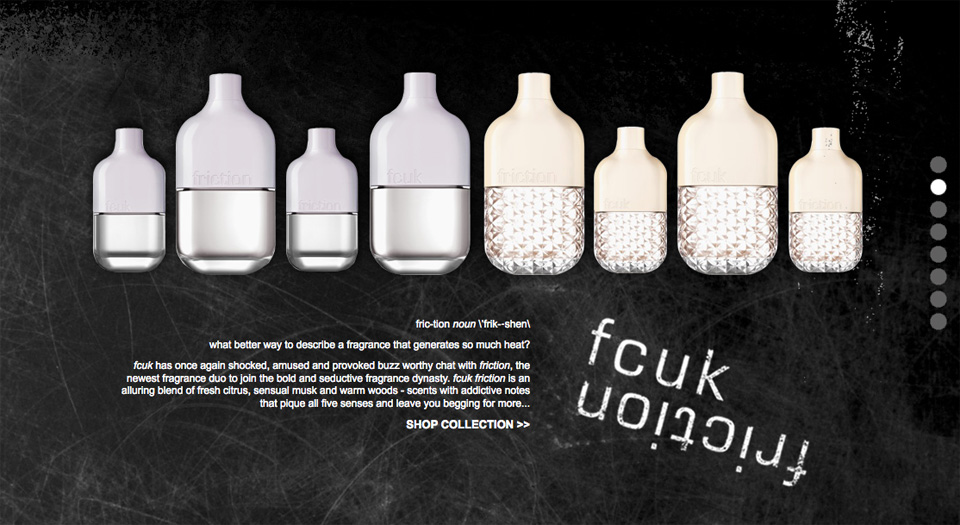 fcuk
friction
friction
fcuk
friction
fcuk
friction
fric-tion noun \'frik--shen\
what better way to describe a fragrance that generates so much heat?
fcuk has once again shocked, amused and provoked buzz worthy chat with friction, the
newest fragrance duo to join the bold and seductive fragrance dynasty. fcuk friction is an
alluring blend of fresh citrus, sensual musk and warm woods - scents with addictive notes
that pique all five senses and leave you begging for more...
SHOP COLLECTION >>
fcuk
friction